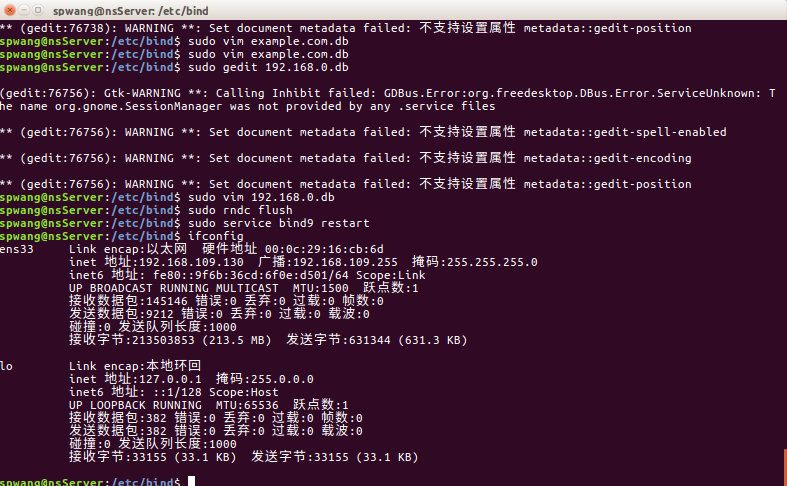 spwang@nsServer: /etc/bind
** (gedit:76738): WARNING **: Set document metadata failed: 不支持设置属性 metadata::gedit-position
spwang@nsServer:/etc/bind$ sudo vim example.com.db
spwang@nsServer:/etc/bind$ sudo vim example.com.db
spwang@nsServer:/etc/bind$ sudo gedit 192.168.0.db
(gedit:76756): Gtk-WARNING **: Calling Inhibit failed: GDBus.Error:org.freedesktop.DBus.Error.ServiceUnknown: T
he name org.gnome.SessionManager was not provided by any .service files
** (gedit:76756): WARNING **: Set document metadata failed: 不支持设置属性 metadata::gedit-spell-enabled
** (gedit:76756): WARNING **: Set document metadata failed: 不支持设置属性 metadata::gedit-encoding
** (gedit:76756): WARNING **: Set document metadata failed: 不支持设置属性 metadata::gedit-position
spwang@nsServer:/etc/bind$ sudo vim 192.168.0.db
spwang@nsServer:/etc/bind$ sudo rndc flush
spwang@nsServer:/etc/bind$ sudo service bind9 restart
spwang@nsServer:/etc/bind$ ifconfig
ens33 Link encap:以太网 硬件地址 00:0c:29:16:cb:6d
inet 地址:192.168.109.130 广播:192.168.109.255 掩码:255.255.255.0
inet6 地址: fe80::9f6b:36cd:6f0e:d501/64 Scope:Link
UP BROADCAST RUNNING MULTICAST MTU:1500 跃点数:1
接收数据包:145146 错误:0 丢弃:0 过载:0 帧数:0
发送数据包:9212 错误:0 丢弃:0 过载:0 载波:0
碰撞:0 发送队列长度:1000
接收字节:213503853 (213.5 MB) 发送字节:631344 (631.3 KB)
lo Link encap:本地环回
inet 地址:127.0.0.1 掩码:255.0.0.0
inet6 地址: ::1/128 Scope:Host
UP LOOPBACK RUNNING MTU:65536 跃点数:1
接收数据包:382 错误:0 丢弃:0 过载:0 帧数:0
发送数据包:382 错误:0 丢弃:0 过载:0 载波:0
碰撞:0 发送队列长度:1000
接收字节:33155 (33.1 KB) 发送字节:33155 (33.1 KB)
spwang@nsServer:/etc/bind$